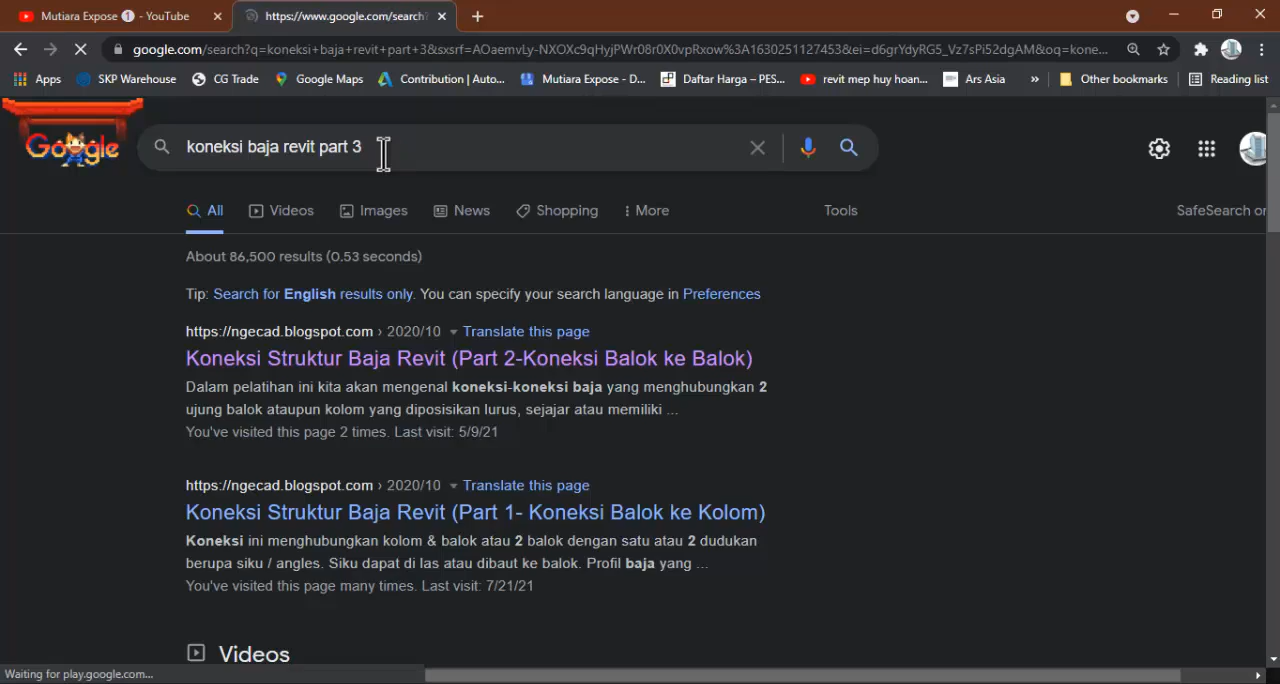 Mutiara Expose 1 - YouTube
https://www.google.com/search?
google.com/search?q=koneksi+baja+revit+part+3&sxsrf=AOaemvLy-NXOXc9qHyjPWr08r0X0vpRxow%3A1630251127453&ei=d6grYdyRG5_Vz7sPi52dgAM&oq=kone...
Apps SKP Warehouse CG Trade Google Maps Contribution | Auto... Mutiara Expose - D... Daftar Harga – PES... revit mep huy hoan... Ars Asia » Other bookmarks Reading list
Google
koneksi baja revit part 3
All Videos Images News Shopping More Tools SafeSearch on
About 86,500 results (0.53 seconds)
Tip: Search for English results only. You can specify your search language in Preferences
https://ngecad.blogspot.com › 2020/10 Translate this page
Koneksi Struktur Baja Revit (Part 2-Koneksi Balok ke Balok)
Dalam pelatihan ini kita akan mengenal koneksi-koneksi baja yang menghubungkan 2
ujung balok ataupun kolom yang diposisikan lurus, sejajar atau memiliki ...
You've visited this page 2 times. Last visit: 5/9/21
https://ngecad.blogspot.com › 2020/10 Translate this page
Koneksi Struktur Baja Revit (Part 1- Koneksi Balok ke Kolom)
Koneksi ini menghubungkan kolom & balok atau 2 balok dengan satu atau 2 dudukan
berupa siku / angles. Siku dapat di las atau dibaut ke balok. Profil baja yang ...
You've visited this page many times. Last visit: 7/21/21
Videos
Waiting for play.google.com...